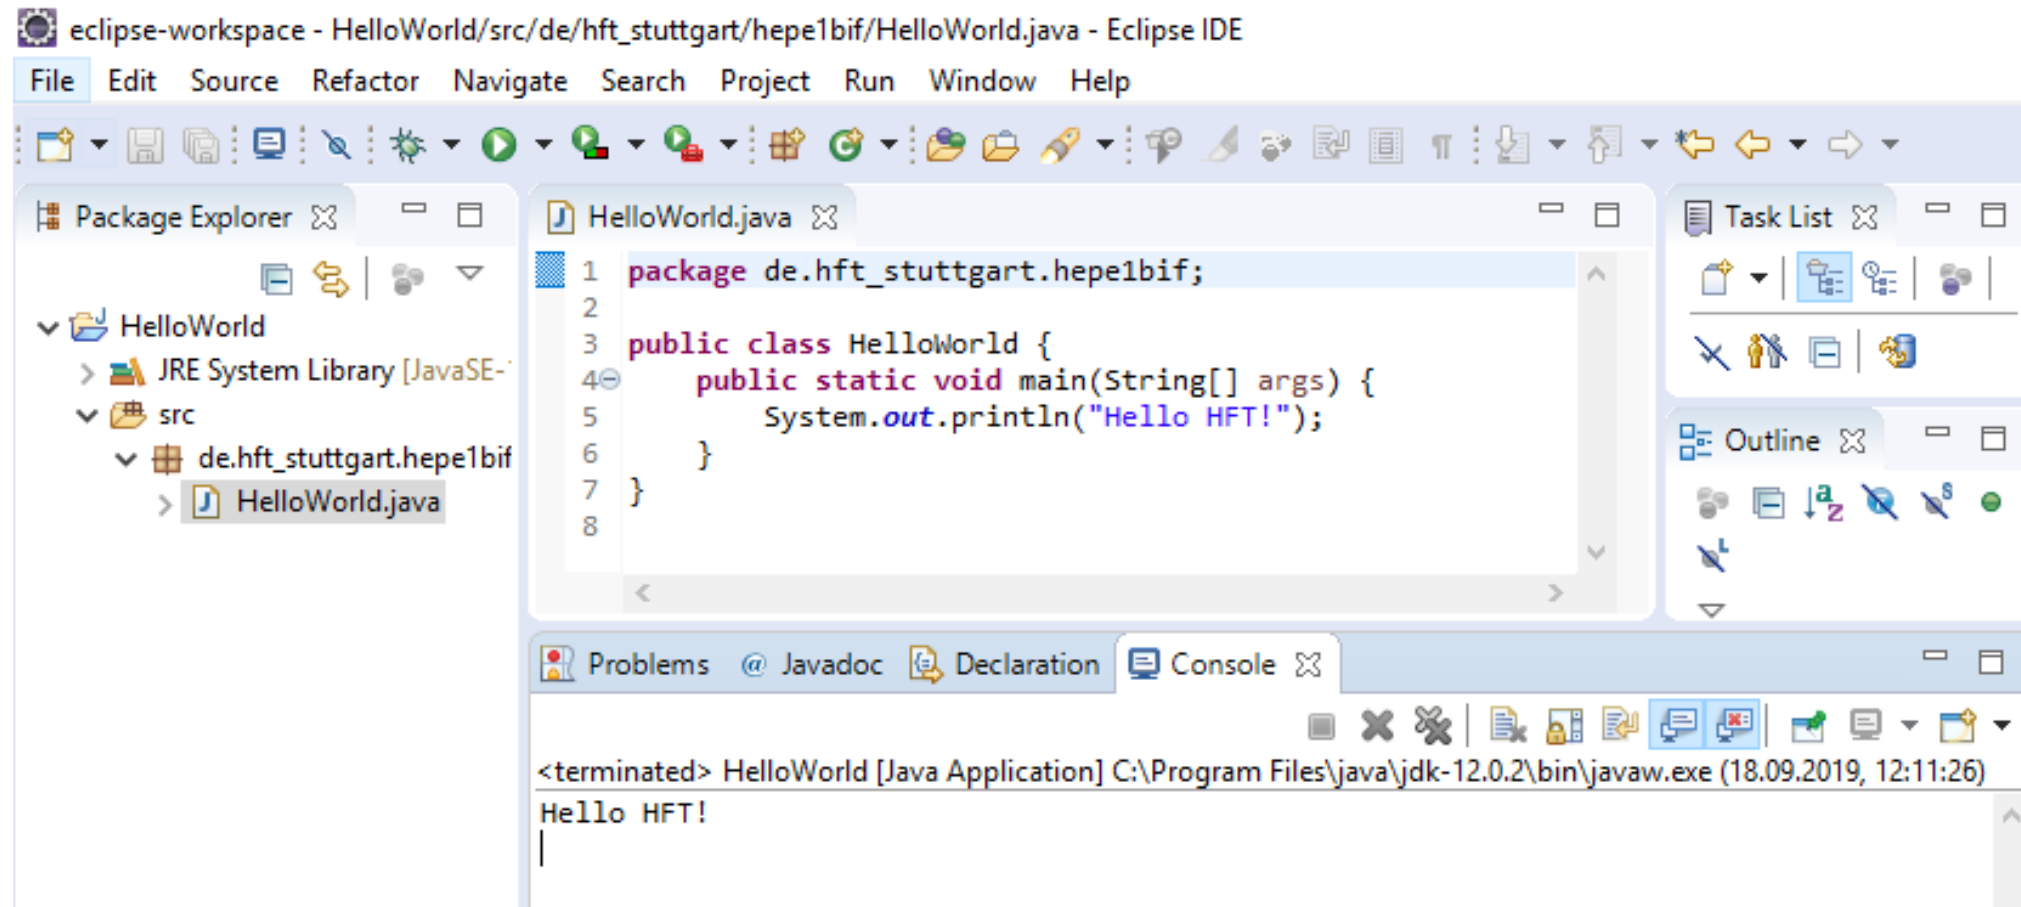 eclipse-workspace - HelloWorld/src/de/hft_stuttgart/hepe1bif/HelloWorld.java - Eclipse IDE
File Edit Source Refactor Navigate Search Project Run Window Help
Package Explorer
HelloWorld
JRE System Library [JavaSE-
src
de.hft_stuttgart.hepe1bif
HelloWorld.java
HelloWorld.java
1 package de.hft_stuttgart.hepe1bif;
2
3 public class HelloWorld {
4 public static void main(String[] args) {
5 System.out.println("Hello HFT!");
6 }
7 }
8
Task List
Outline
Problems @ Javadoc Declaration Console
<terminated> HelloWorld [Java Application] C:\Program Files\java\jdk-12.0.2\bin\javaw.exe (18.09.2019, 12:11:26)
Hello HFT!